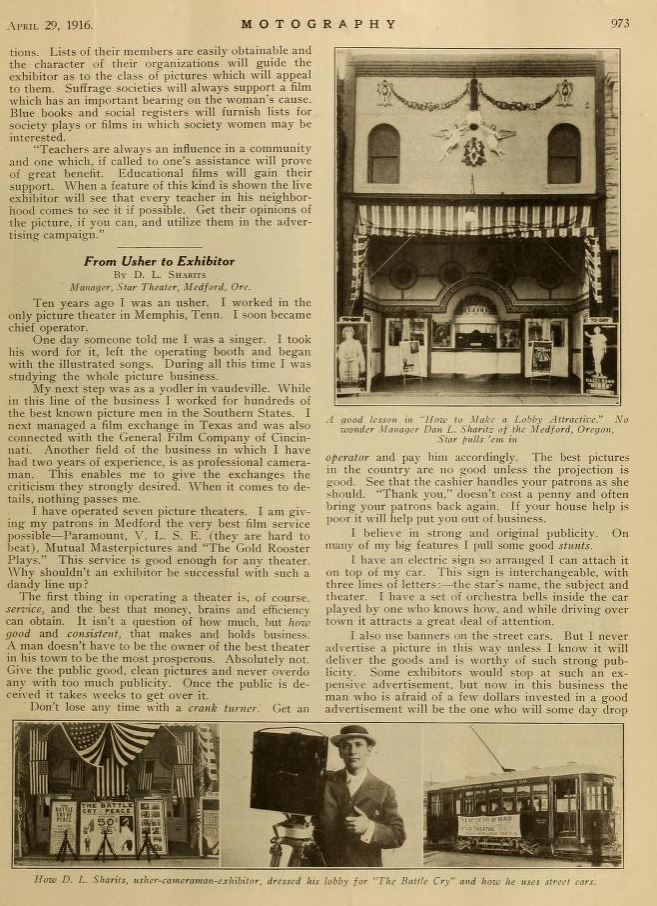 APRIL 29, 1916.
MOTOGRAPHY
973
tions. Lists of their members are easily obtainable and
the character of their organizations will guide the
exhibitor as to the class of pictures which will appeal
to them. Suffrage societies will always support a film
which has an important bearing on the woman's cause.
Blue books and social registers will furnish lists for
society plays or films in which society women may be
interested.
"Teachers are always an influence in a community
and one which, if called to one's assistance will prove
of great benefit. Educational films will gain their
support. When a feature of this kind is shown the live
exhibitor will see that every teacher in his neighbor-
hood comes to see it if possible. Get their opinions of
the picture, if you can, and utilize them in the adver-
tising campaign."
From Usher to Exhibitor
BY D. L. SHARITS
Manager, Star Theater, Medford, Ore.
Ten years ago I was an usher. I worked in the
only picture theater in Memphis, Tenn. I soon became
chief operator.
One day someone told me I was a singer. I took
his word for it, left the operating booth and began
with the illustrated songs. During all this time I was
studying the whole picture business.
My next step was as a yodler in vaudeville. While
in this line of the business I worked for hundreds of
the best known picture men in the Southern States. I
next managed a film exchange in Texas and was also
connected with the General Film Company of Cincin-
nati. Another field of the business in which I have
had two years of experience, is as professional camera-
man. This enables me to give the exchanges the
criticism they strongly desired. When it comes to de-
tails, nothing passes me.
I have operated seven picture theaters. I am giv-
ing my patrons in Medford the very best film service
possible—Paramount, V. L. S. E. (they are hard to
beat), Mutual Masterpictures and "The Gold Rooster
Plays." This service is good enough for any theater.
Why shouldn't an exhibitor be successful with such a
dandy line up?
The first thing in operating a theater is, of course,
service, and the best that money, brains and efficiency
can obtain. It isn't a question of how much, but how
good and consistent, that makes and holds business.
A man doesn't have to be the owner of the best theater
in his town to be the most prosperous. Absolutely not.
Give the public good, clean pictures and never overdo
any with too much publicity. Once the public is de-
ceived it takes weeks to get over it.
Don't lose any time with a crank turner. Get an
TO-DAY
TO-DAY
A good lesson in "How to Make a Lobby Attractive." No
wonder Manager Dan L. Sharitz of the Medford, Oregon,
Star pulls 'em in
operator and pay him accordingly. The best pictures
in the country are no good unless the projection is
good. See that the cashier handles your patrons as she
should. "Thank you," doesn't cost a penny and often
bring your patrons back again. If your house help is
poor it will help put you out of business.
I believe in strong and original publicity. On
many of my big features I pull some good stunts.
I have an electric sign so arranged I can attach it
on top of my car. This sign is interchangeable, with
three lines of letters:—the star's name, the subject and
theater. I have a set of orchestra bells inside the car
played by one who knows how, and while driving over
town it attracts a great deal of attention.
I also use banners on the street cars. But I never
advertise a picture in this way unless I know it will
deliver the goods and is worthy of such strong pub-
licity. Some exhibitors would stop at such an ex-
pensive advertisement, but now in this business the
man who is afraid of a few dollars invested in a good
advertisement will be the one who will some day drop
THE BATTLE
CRY OF PEACE
THE BATTLE
CRY OF PEACE
50¢
THE BATTLE CRY OF PEACE
How D. L. Sharits, usher-cameraman-exhibitor, dressed his lobby for "The Battle Cry" and how he uses street cars.